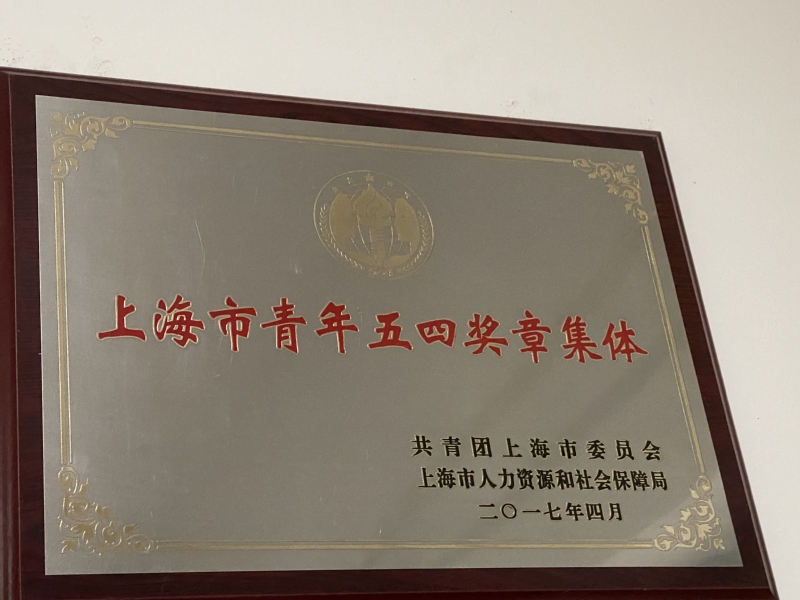 上海市青年五四奖章集体
共青团上海市委员会
上海市人力资源和社会保障局
二〇一七年四月